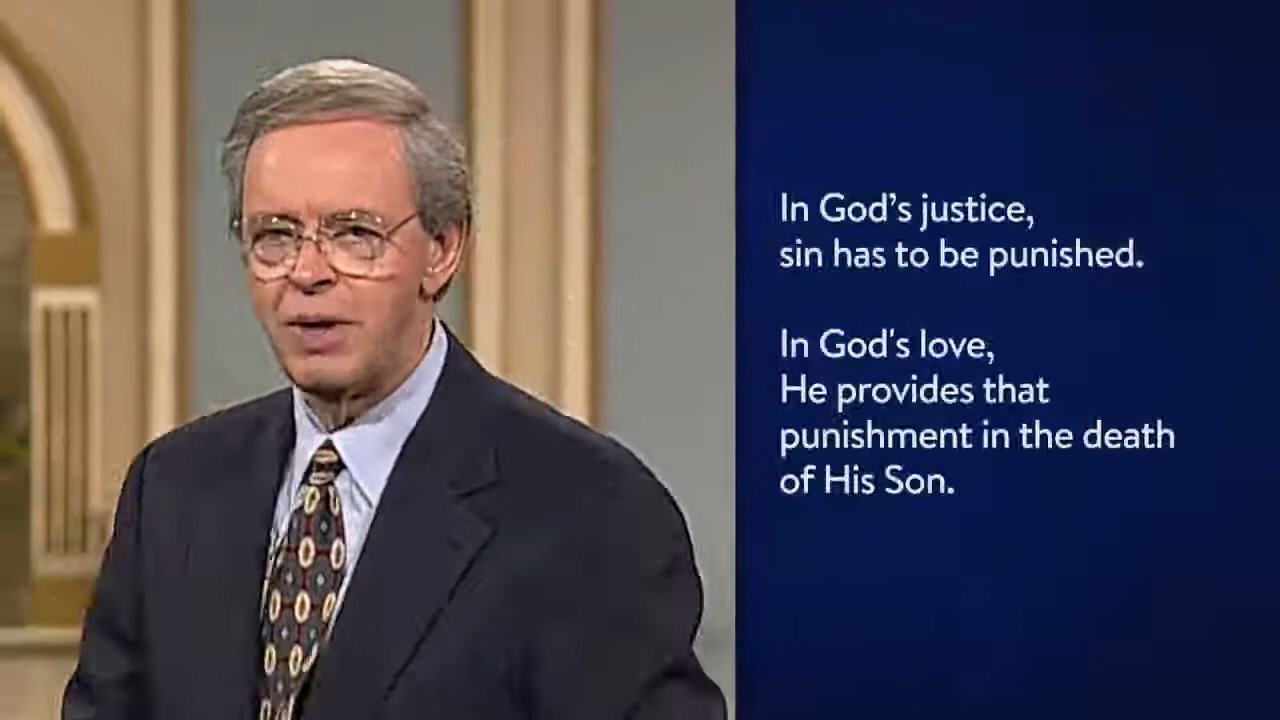 In God’s justice,
sin has to be punished.
In God's love,
He provides that
punishment in the death
of His Son.